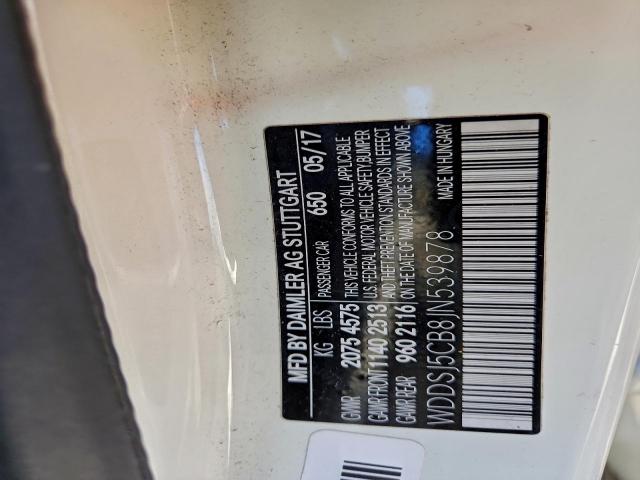 MFD BY DAIMLER AG STUTTGART
PASSENGER CAR 650 05/17
KG LBS
GVWR 2075 4575 THIS VEHICLE CONFORMS TO ALL APPLICABLE
GAWR FRONT 1140 2513 U.S. FEDERAL MOTOR VEHICLE SAFETY, BUMPER
AND THEFT PREVENTION STANDARDS IN EFFECT
GAWR REAR 960 2116 ON THE DATE OF MANUFACTURE SHOWN ABOVE
WDDSJ5CB8JN539878
MADE IN HUNGARY